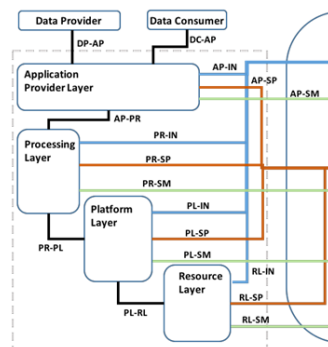 Data Provider
Data Consumer
DP-AP
DC-AP
Application
Provider Layer
AP-IN
AP-SP
AP-SM
AP-PR
Processing
Layer
PR-IN
PR-SP
PR-SM
Platform
Layer
PL-IN
PR-PL
PL-SP
PL-SM
Resource
Layer
RL-IN
PL-RL
RL-SP
RL-SM